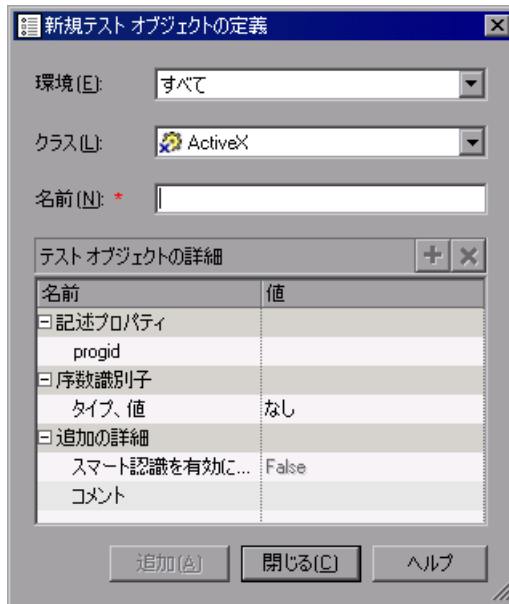 新規テスト オブジェクトの定義
環境(E):
すべて
クラス(L):
ActiveX
名前(N): *
テスト オブジェクトの詳細
名前 値
記述プロパティ
progid
序数識別子
タイプ、値 なし
追加の詳細
スマート認識を有効に... False
コメント
追加(A) 閉じる(C) ヘルプ